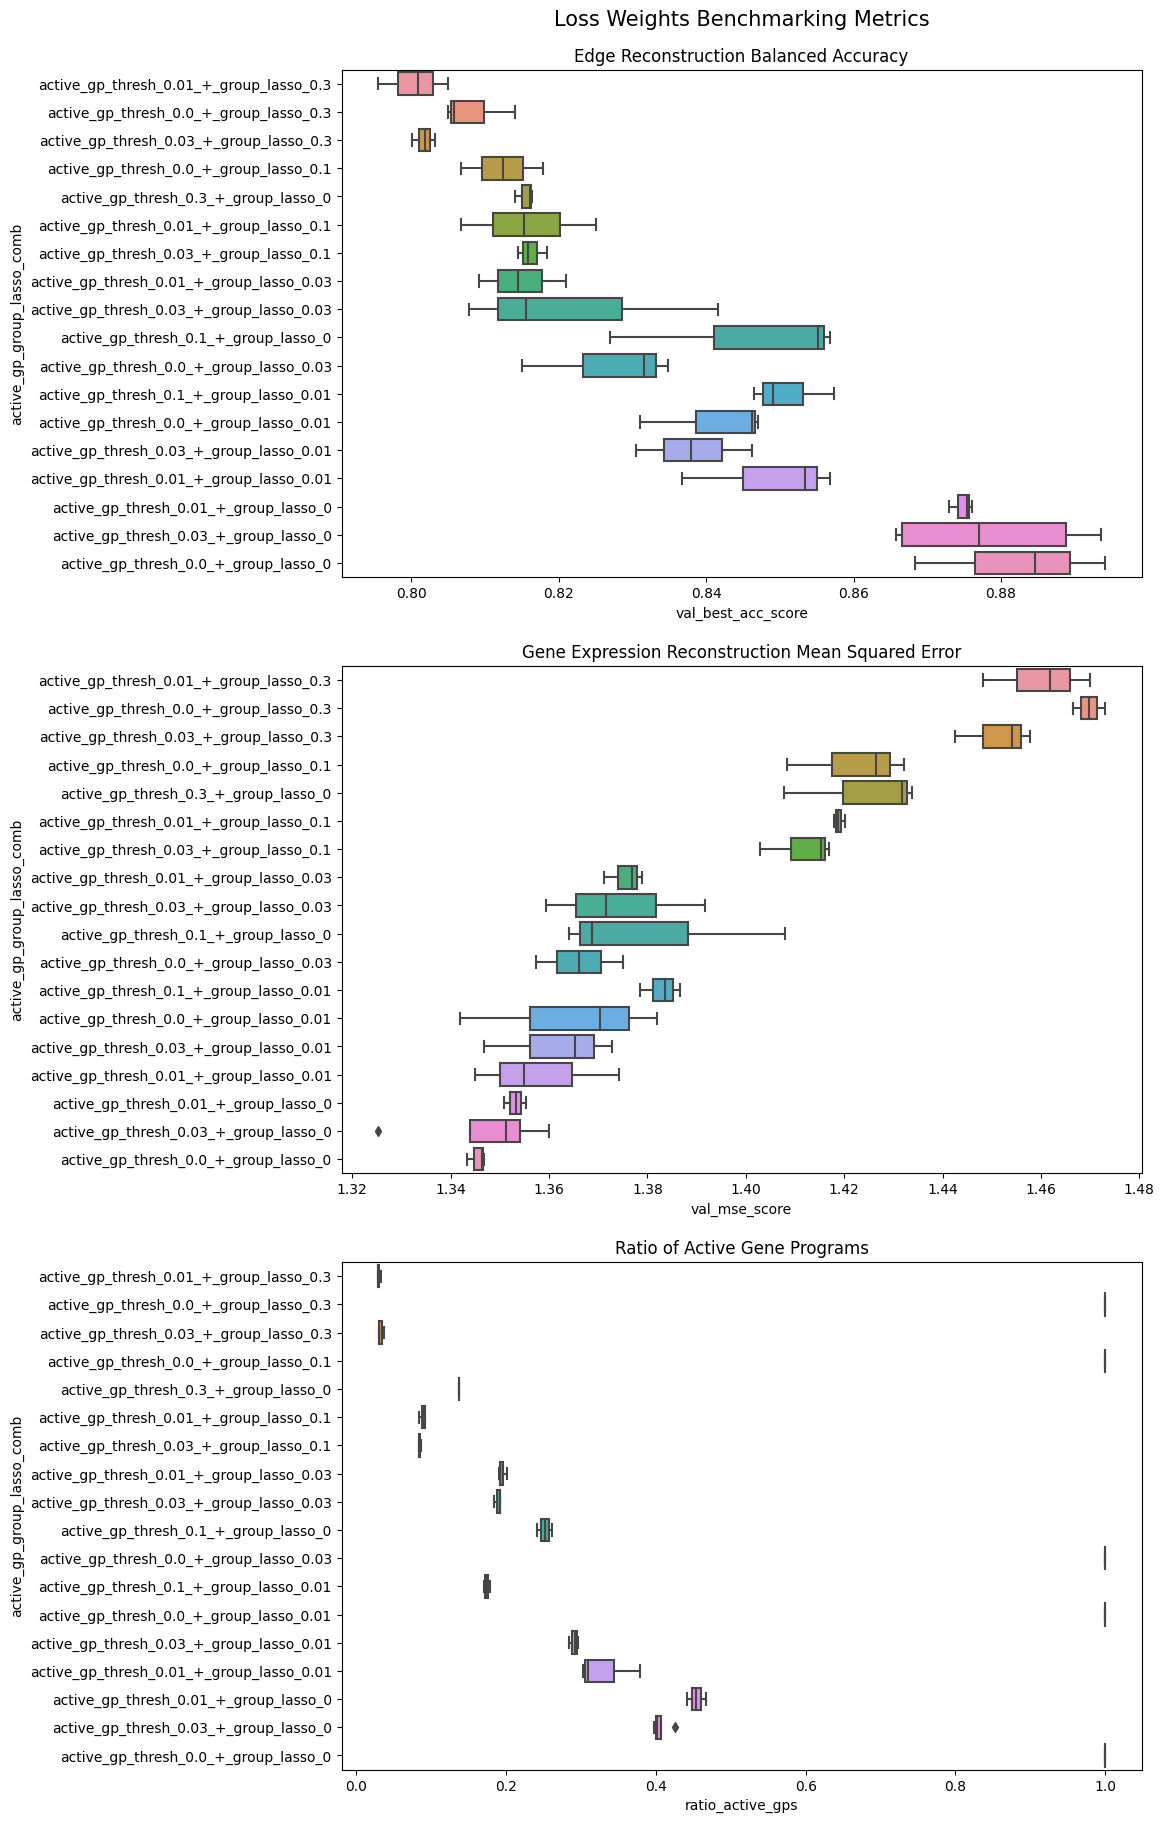 Loss Weights Benchmarking Metrics
Edge Reconstruction Balanced Accuracy
active_gp_group_lasso_comb
active_gp_thresh_0.01_+_group_lasso_0.3
active_gp_thresh_0.0_+_group_lasso_0.3
active_gp_thresh_0.03_+_group_lasso_0.3
active_gp_thresh_0.0_+_group_lasso_0.1
active_gp_thresh_0.3_+_group_lasso_0
active_gp_thresh_0.01_+_group_lasso_0.1
active_gp_thresh_0.03_+_group_lasso_0.1
active_gp_thresh_0.01_+_group_lasso_0.03
active_gp_thresh_0.03_+_group_lasso_0.03
active_gp_thresh_0.1_+_group_lasso_0
active_gp_thresh_0.0_+_group_lasso_0.03
active_gp_thresh_0.1_+_group_lasso_0.01
active_gp_thresh_0.0_+_group_lasso_0.01
active_gp_thresh_0.03_+_group_lasso_0.01
active_gp_thresh_0.01_+_group_lasso_0.01
active_gp_thresh_0.01_+_group_lasso_0
active_gp_thresh_0.03_+_group_lasso_0
active_gp_thresh_0.0_+_group_lasso_0
0.80 0.82 0.84 0.86 0.88
val_best_acc_score
Gene Expression Reconstruction Mean Squared Error
active_gp_group_lasso_comb
active_gp_thresh_0.01_+_group_lasso_0.3
active_gp_thresh_0.0_+_group_lasso_0.3
active_gp_thresh_0.03_+_group_lasso_0.3
active_gp_thresh_0.0_+_group_lasso_0.1
active_gp_thresh_0.3_+_group_lasso_0
active_gp_thresh_0.01_+_group_lasso_0.1
active_gp_thresh_0.03_+_group_lasso_0.1
active_gp_thresh_0.01_+_group_lasso_0.03
active_gp_thresh_0.03_+_group_lasso_0.03
active_gp_thresh_0.1_+_group_lasso_0
active_gp_thresh_0.0_+_group_lasso_0.03
active_gp_thresh_0.1_+_group_lasso_0.01
active_gp_thresh_0.0_+_group_lasso_0.01
active_gp_thresh_0.03_+_group_lasso_0.01
active_gp_thresh_0.01_+_group_lasso_0.01
active_gp_thresh_0.01_+_group_lasso_0
active_gp_thresh_0.03_+_group_lasso_0
active_gp_thresh_0.0_+_group_lasso_0
1.32 1.34 1.36 1.38 1.40 1.42 1.44 1.46 1.48
val_mse_score
Ratio of Active Gene Programs
active_gp_group_lasso_comb
active_gp_thresh_0.01_+_group_lasso_0.3
active_gp_thresh_0.0_+_group_lasso_0.3
active_gp_thresh_0.03_+_group_lasso_0.3
active_gp_thresh_0.0_+_group_lasso_0.1
active_gp_thresh_0.3_+_group_lasso_0
active_gp_thresh_0.01_+_group_lasso_0.1
active_gp_thresh_0.03_+_group_lasso_0.1
active_gp_thresh_0.01_+_group_lasso_0.03
active_gp_thresh_0.03_+_group_lasso_0.03
active_gp_thresh_0.1_+_group_lasso_0
active_gp_thresh_0.0_+_group_lasso_0.03
active_gp_thresh_0.1_+_group_lasso_0.01
active_gp_thresh_0.0_+_group_lasso_0.01
active_gp_thresh_0.03_+_group_lasso_0.01
active_gp_thresh_0.01_+_group_lasso_0.01
active_gp_thresh_0.01_+_group_lasso_0
active_gp_thresh_0.03_+_group_lasso_0
active_gp_thresh_0.0_+_group_lasso_0
0.0 0.2 0.4 0.6 0.8 1.0
ratio_active_gps